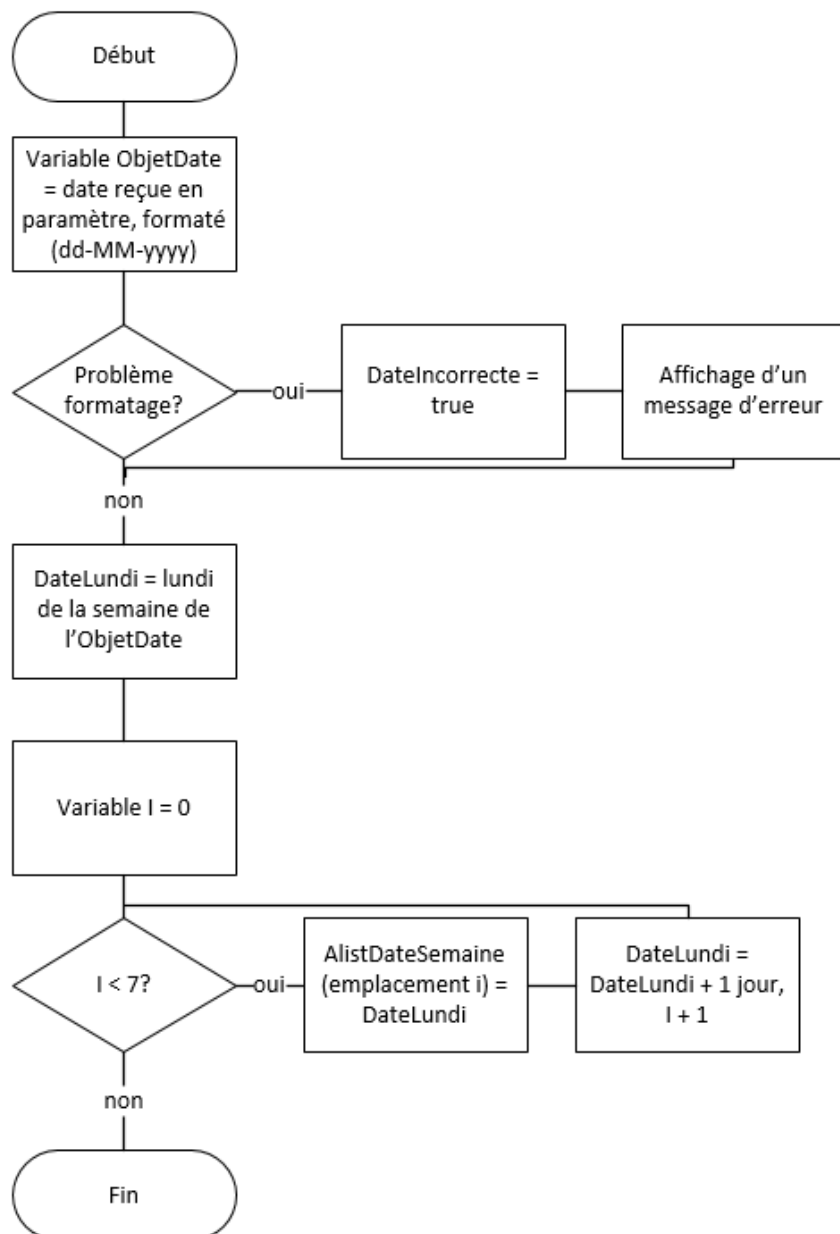 Début
Variable ObjetDate
= date reçue en
paramètre, formaté
(dd-MM-yyyy)
Problème
formatage?
oui
DateIncorrecte =
true
Affichage d’un
message d’erreur
non
DateLundi = lundi
de la semaine de
l’ObjetDate
Variable I = 0
I < 7?
oui
AlistDateSemaine
(emplacement i) =
DateLundi
DateLundi =
DateLundi + 1 jour,
I + 1
non
Fin